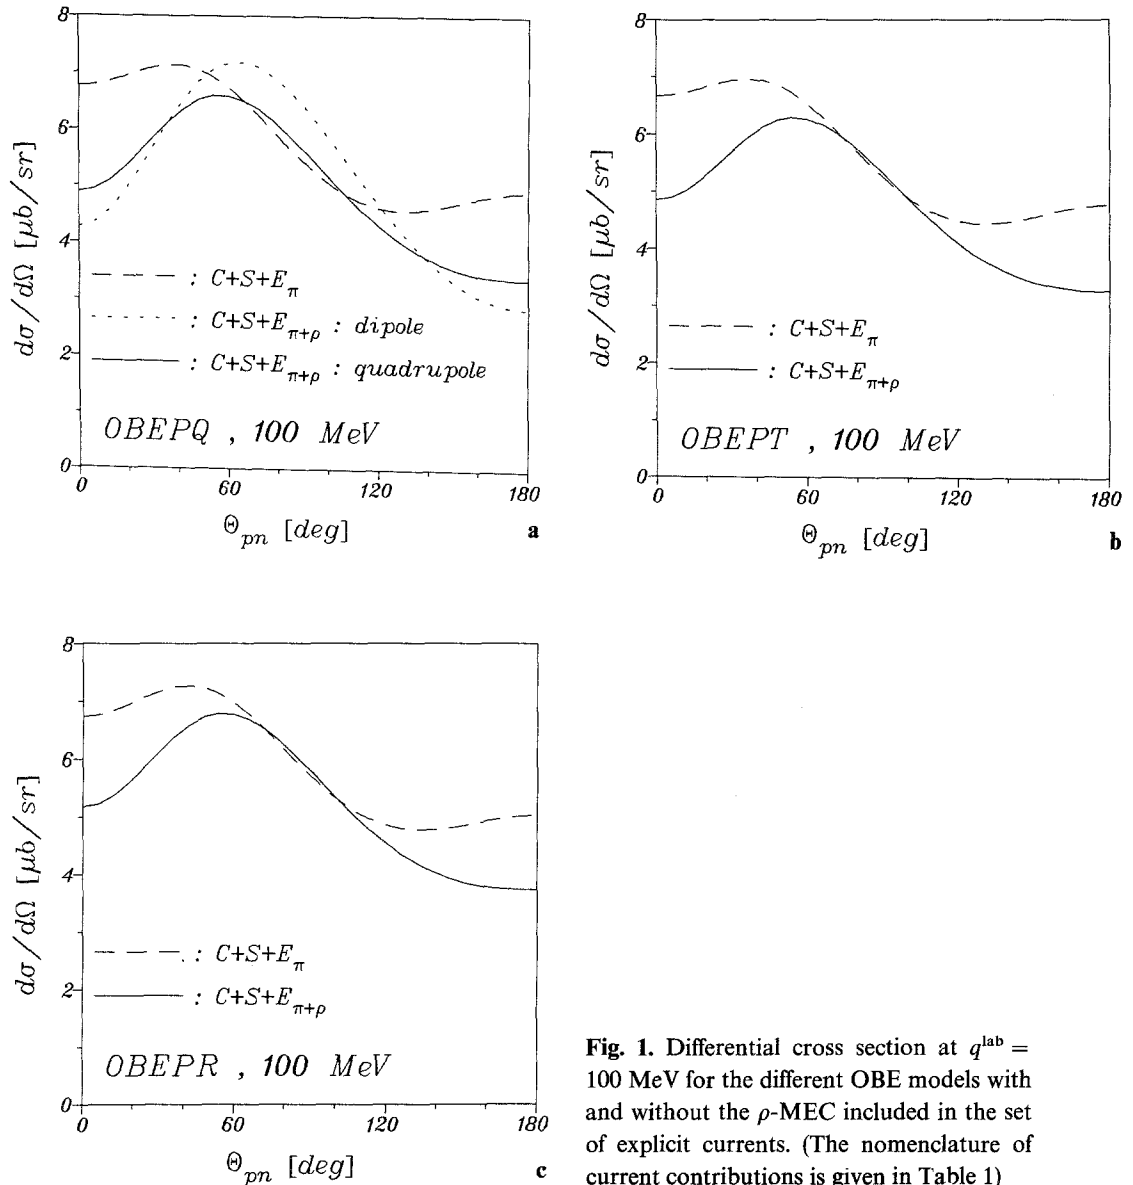 8
6
4
2
0
dσ/dΩ [μb/sr]
— — — : C+S+E_π
· · · · · : C+S+E_π+ρ : dipole
——— : C+S+E_π+ρ : quadrupole
OBEPQ , 100 MeV
0 60 120 180
Θ_pn [deg]
a
8
6
4
2
0
dσ/dΩ [μb/sr]
— — — : C+S+E_π
——— : C+S+E_π+ρ
OBEPT , 100 MeV
0 60 120 180
Θ_pn [deg]
b
8
6
4
2
0
dσ/dΩ [μb/sr]
— — — : C+S+E_π
——— : C+S+E_π+ρ
OBEPR , 100 MeV
0 60 120 180
Θ_pn [deg]
c
Fig. 1. Differential cross section at q^lab =
100 MeV for the different OBE models with
and without the ρ-MEC included in the set
of explicit currents. (The nomenclature of
current contributions is given in Table 1)